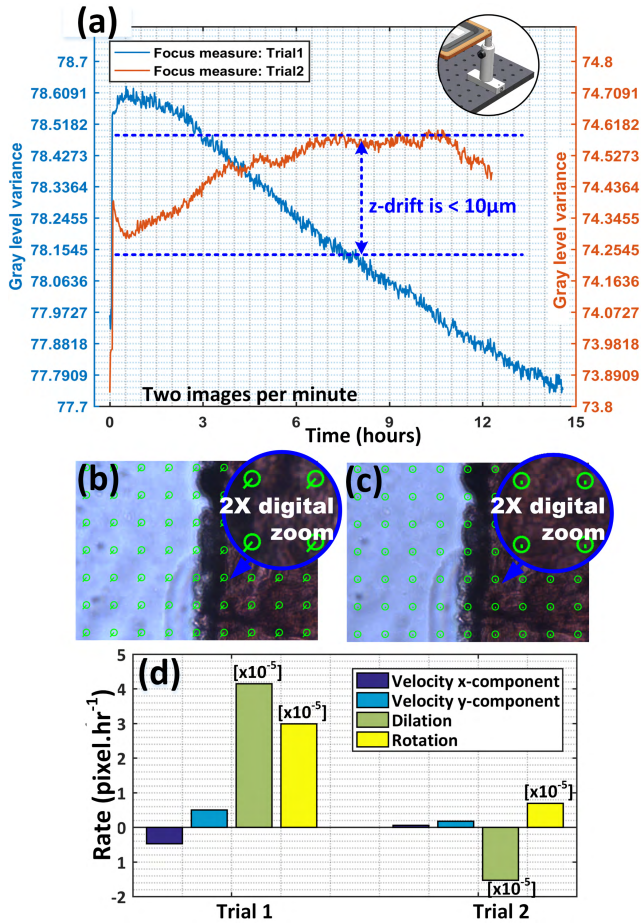 (a)
Focus measure: Trial1
Focus measure: Trial2
Gray level variance
78.7
78.6091
78.5182
78.4273
78.3364
78.2455
78.1545
78.0636
77.9727
77.8818
77.7909
77.7
74.8
74.7091
74.6182
74.5273
74.4364
74.3455
74.2545
74.1636
74.0727
73.9818
73.8909
73.8
Gray level variance
z-drift is < 10μm
Two images per minute
0 3 6 9 12 15
Time (hours)
(b)
2X digital
zoom
(c)
2X digital
zoom
(d)
Rate (pixel.hr⁻¹)
5
4
3
2
1
0
1
-2
[x10⁻⁵]
[x10⁻⁵]
Velocity x-component
Velocity y-component
Dilation
Rotation
[x10⁻⁵]
[x10⁻⁵]
Trial 1 Trial 2